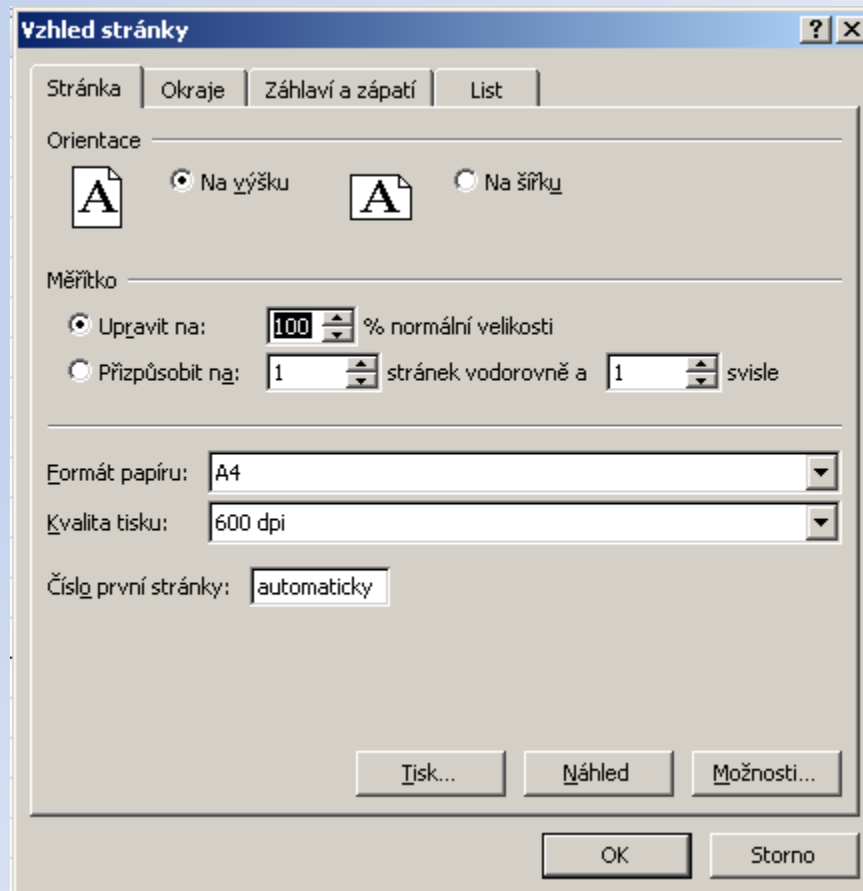 Vzhled stránky
Stránka Okraje Záhlaví a zápatí List
Orientace
A Na výšku A Na šířku
Měřítko
Upravit na: 100 % normální velikosti
Přizpůsobit na: 1 stránek vodorovně a 1 svisle
Formát papíru: A4
Kvalita tisku: 600 dpi
Číslo první stránky: automaticky
Tisk... Náhled Možnosti...
OK Storno